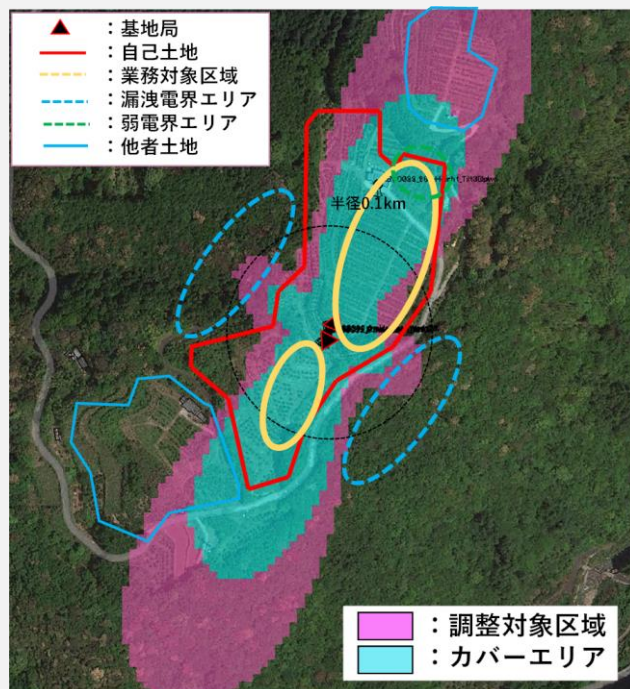 ：基地局
：自己土地
：業務対象区域
：漏洩電界エリア
：弱電界エリア
：他者土地
半径0.1km
：調整対象区域
：カバーエリア